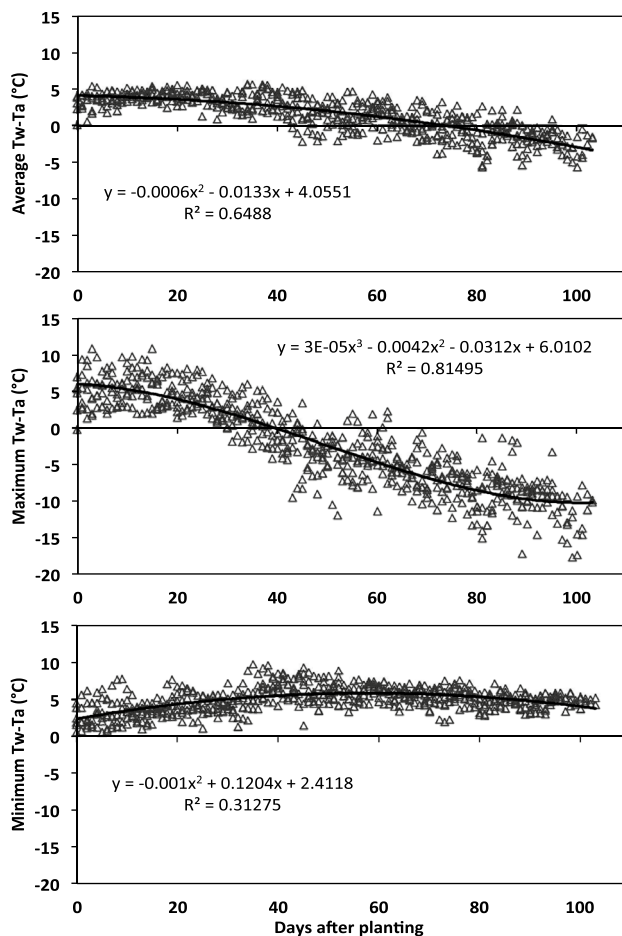 15
10
5
0
-5
-10
-15
-20
Average Tw-Ta (°C)
y = -0.0006x² - 0.0133x + 4.0551
R² = 0.6488
0 20 40 60 80 100
15
10
5
0
-5
-10
-15
-20
Maximum Tw-Ta (°C)
y = 3E-05x³ - 0.0042x² - 0.0312x + 6.0102
R² = 0.81495
0 20 40 60 80 100
15
10
5
0
-5
-10
-15
-20
Minimum Tw-Ta (°C)
y = -0.001x² + 0.1204x + 2.4118
R² = 0.31275
0 20 40 60 80 100
Days after planting